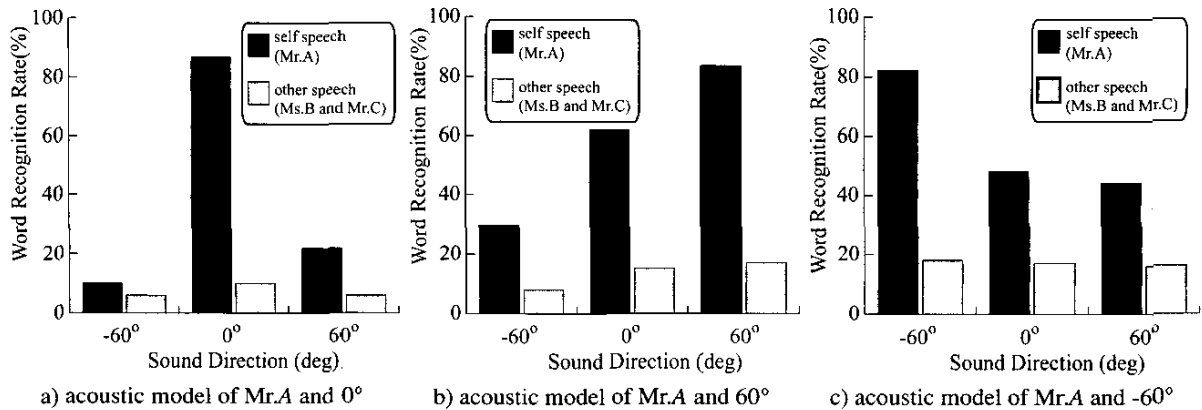 Word Recognition Rate(%)
100
80
60
40
20
0
self speech
(Mr.A)
other speech
(Ms.B and Mr.C)
-60° 0° 60°
Sound Direction (deg)
a) acoustic model of Mr.A and 0°
Word Recognition Rate(%)
100
80
60
40
20
0
self speech
(Mr.A)
other speech
(Ms.B and Mr.C)
-60° 0° 60°
Sound Direction (deg)
b) acoustic model of Mr.A and 60°
Word Recognition Rate(%)
100
80
60
40
20
0
self speech
(Mr.A)
other speech
(Ms.B and Mr.C)
-60° 0° 60°
Sound Direction (deg)
c) acoustic model of Mr.A and -60°